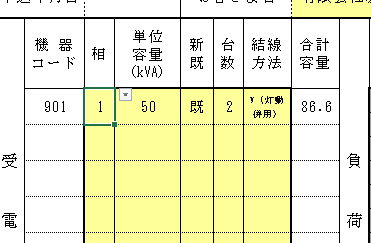 機器
コード
相
単位
容量
(kVA)
新
既
台
数
結線
方法
合計
容量
901
1
50
既
2
V（灯動
併用）
86.6
受
電
負
荷